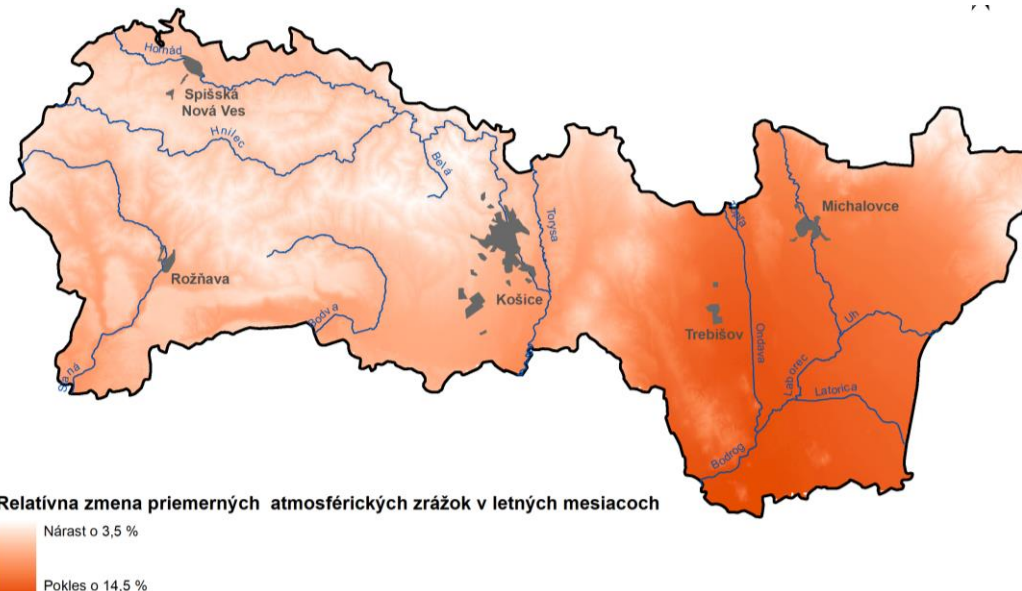 Hornád
Spišská
Nová Ves
Hnilec
Belá
Torysa
Michalovce
Rožňava
Košice
Bodva
Trebišov
Ondava
Uh
Laborec
Latorica
Slaná
Bodrog
Relatívna zmena priemerných atmosférických zrážok v letných mesiacoch
Nárast o 3,5 %
Pokles o 14,5 %